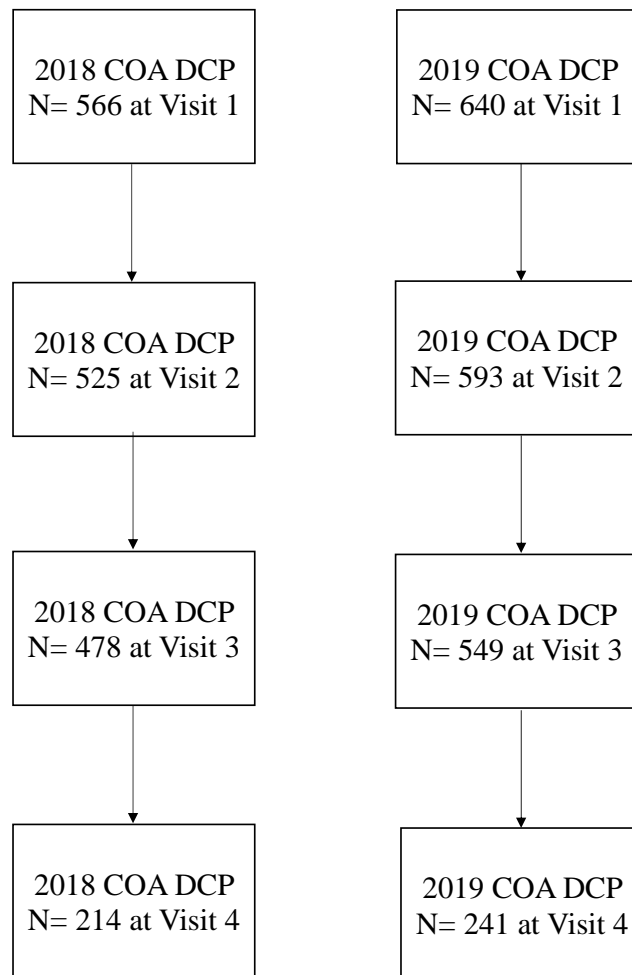 2018 COA DCP
N= 566 at Visit 1
2019 COA DCP
N= 640 at Visit 1
2018 COA DCP
N= 525 at Visit 2
2019 COA DCP
N= 593 at Visit 2
2018 COA DCP
N= 478 at Visit 3
2019 COA DCP
N= 549 at Visit 3
2018 COA DCP
N= 214 at Visit 4
2019 COA DCP
N= 241 at Visit 4